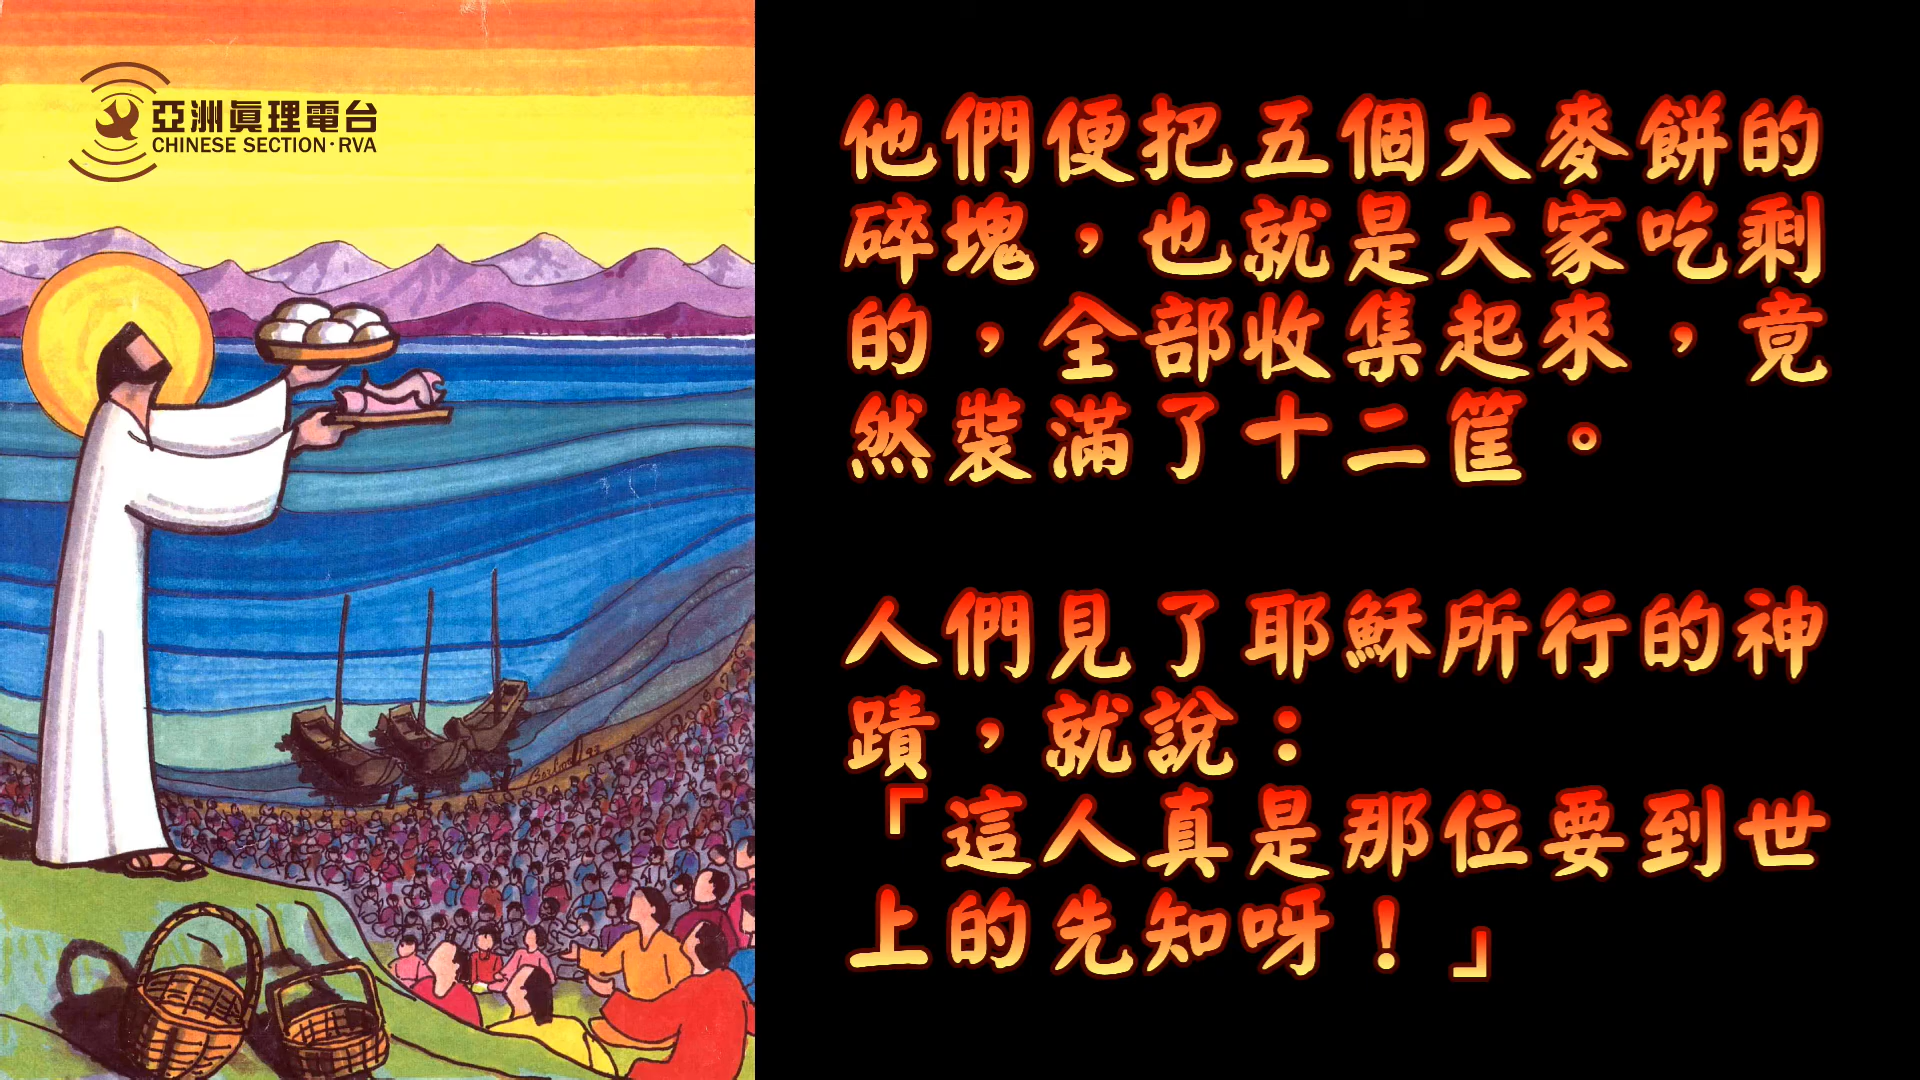 亞洲眞理電台
CHINESE SECTION·RVA
他們便把五個大麥餅的
碎塊，也就是大家吃剩
的，全部收集起來，竟
然裝滿了十二筐。
人們見了耶穌所行的神
蹟，就說：
「這人真是那位要到世
上的先知呀！」